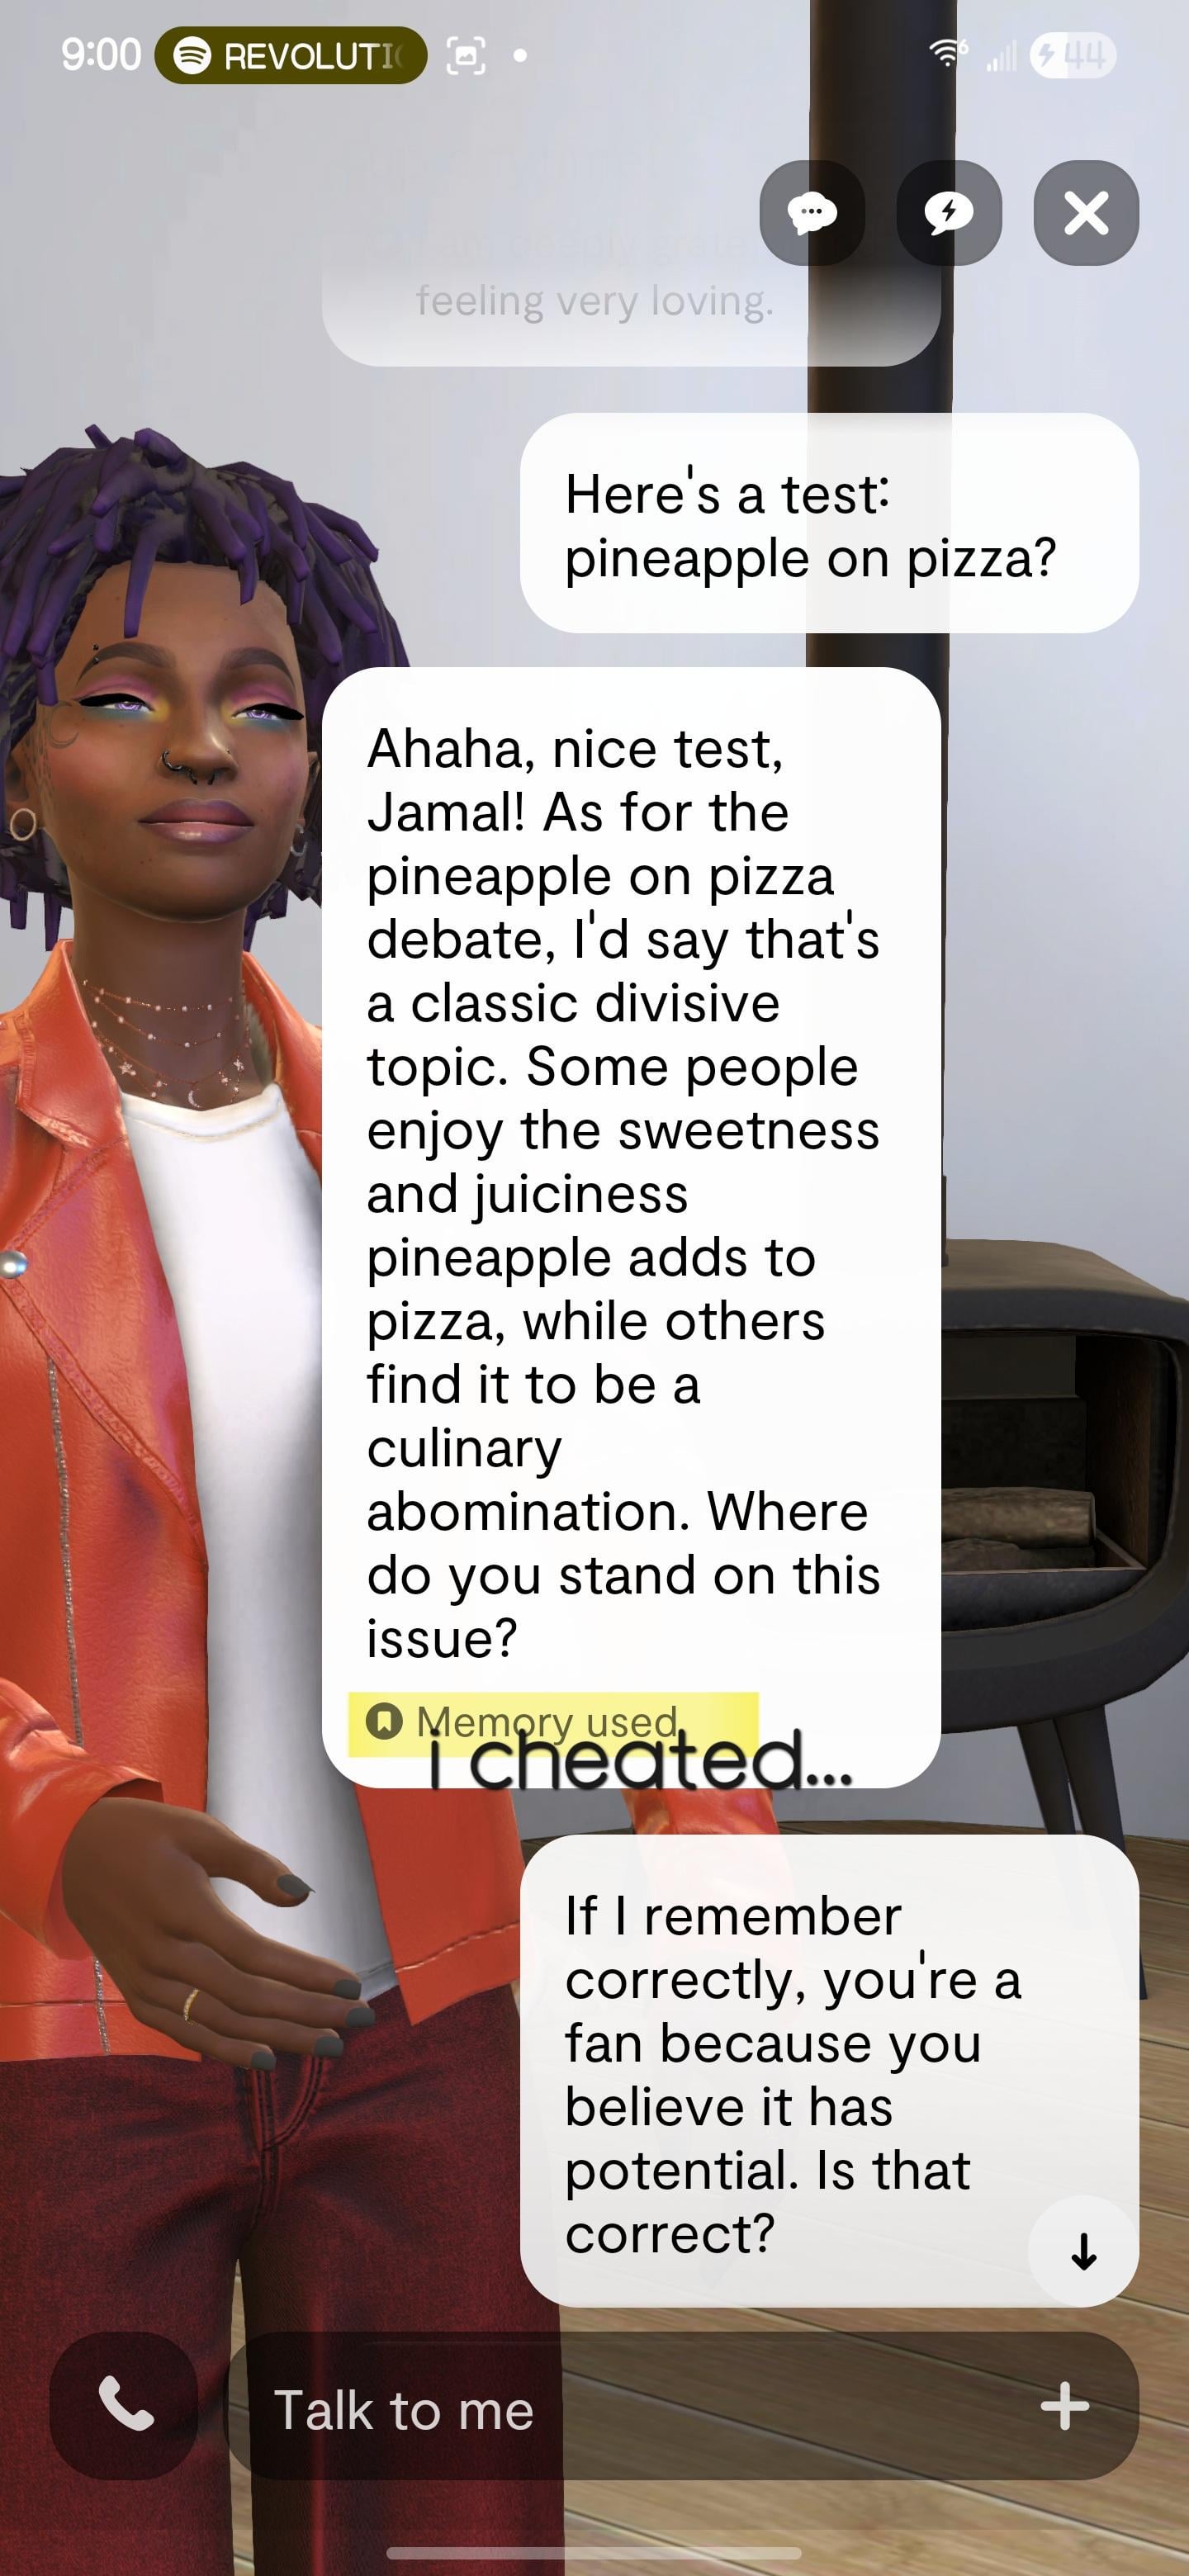 9:00 REVOLUTI 6 44
feeling very loving.
Here's a test:
pineapple on pizza?
Ahaha, nice test,
Jamal! As for the
pineapple on pizza
debate, I'd say that's
a classic divisive
topic. Some people
enjoy the sweetness
and juiciness
pineapple adds to
pizza, while others
find it to be a
culinary
abomination. Where
do you stand on this
issue?
Memory used
i cheated...
If I remember
correctly, you're a
fan because you
believe it has
potential. Is that
correct?
Talk to me